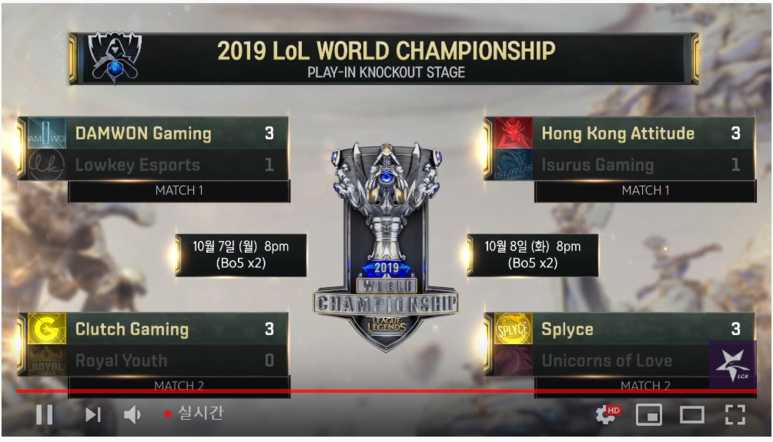 2019 LoL WORLD CHAMPIONSHIP
PLAY-IN KNOCKOUT STAGE
DAMWON Gaming 3
Lowkey Esports 1
MATCH 1
Hong Kong Attitude 3
Isurus Gaming 1
MATCH 1
10월 7일 (월) 8pm
(Bo5 x2)
10월 8일 (화) 8pm
(Bo5 x2)
2019
WORLD
CHAMPIONSHIP
LEAGUE
LEGENDS
Clutch Gaming 3
Royal Youth 0
MATCH 2
SPLYCE
Splyce 3
Unicorns of Love
MATCH 2
LCK
실시간
HD